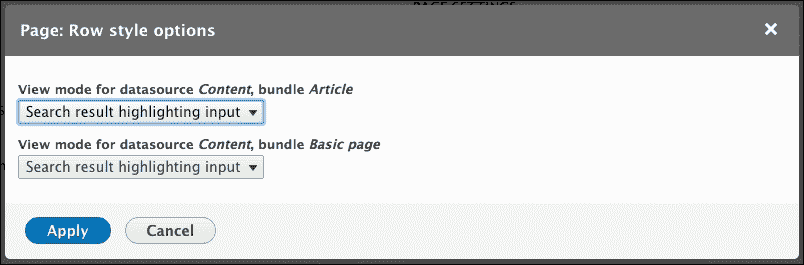 Page: Row style options
View mode for datasource Content, bundle Article
Search result highlighting input
View mode for datasource Content, bundle Basic page
Search result highlighting input
Apply
Cancel